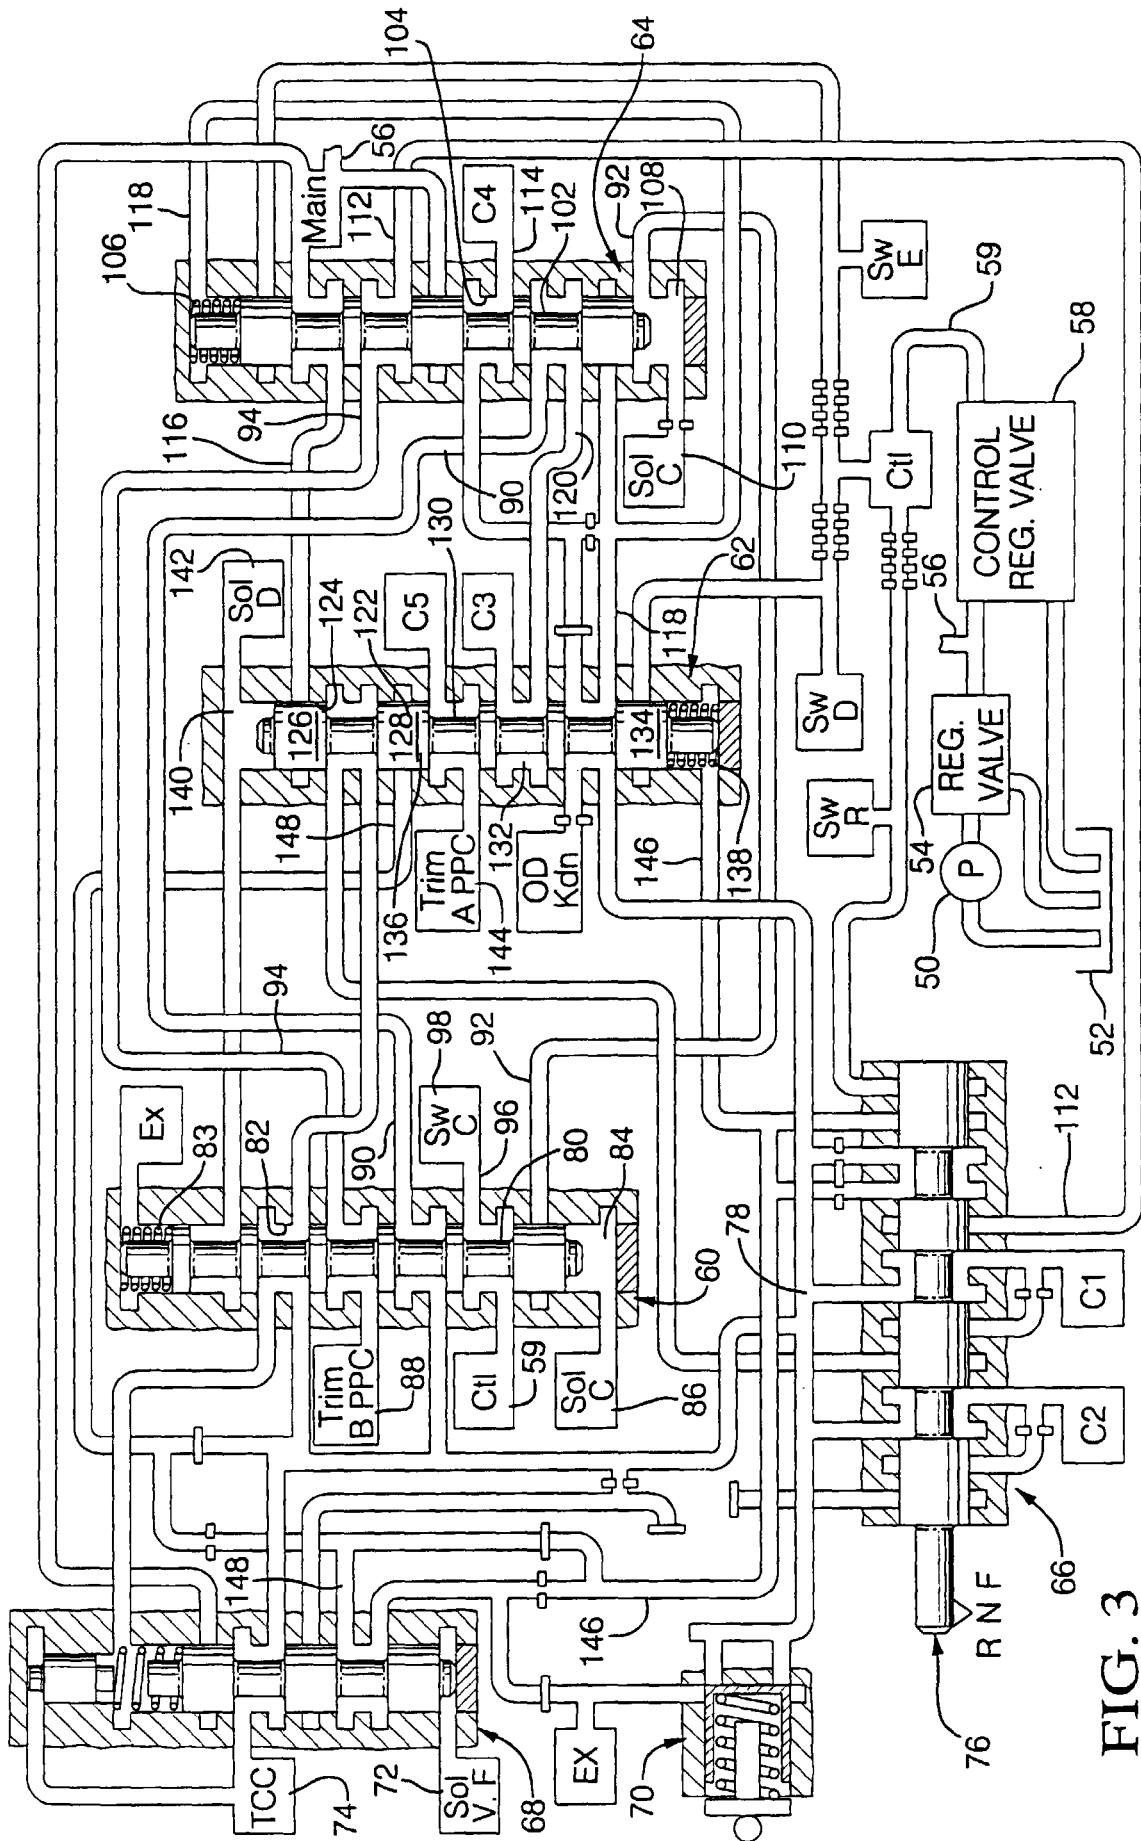 106
118
Main
56
112
104
C4
114
102
64
92
108
116
94
90
120
Sol
C
110
142
Sol
D
124
122
130
C5
C3
118
62
140
126
128
132
134
138
148
136
Trim
A PPC
144
OD
Kdn
146
Sw
D
Sw
E
59
58
Ctl
CONTROL
REG. VALVE
56
Sw
R
54
REG.
VALVE
P
50
52
94
Ex
83
82
90
Sw
C
98
96
92
80
84
60
Trim
B PPC
88
Ctl
59
Sol
C
86
78
112
C1
C2
66
148
146
TCC
74
72
Sol
V. F
68
EX
70
76
R N F
FIG. 3